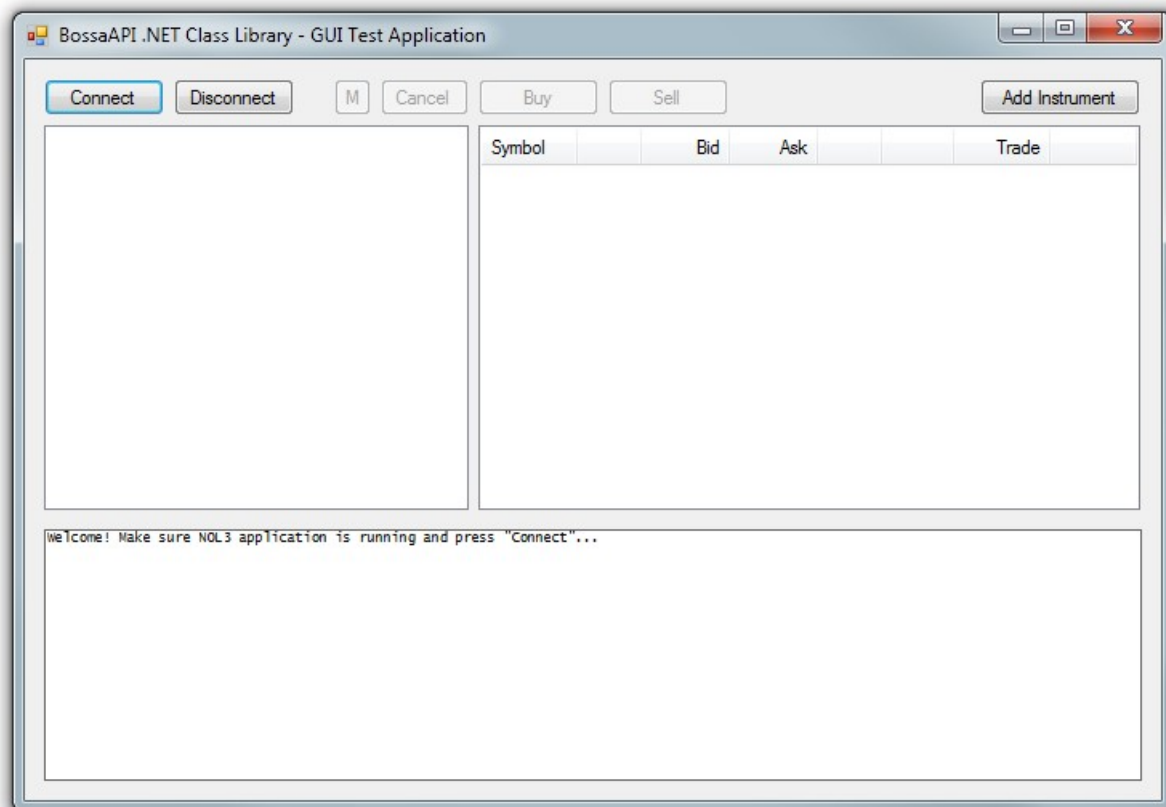 BossaAPI .NET Class Library - GUI Test Application
Connect Disconnect M Cancel Buy Sell Add Instrument
Symbol Bid Ask Trade
Welcome! Make sure NOL3 application is running and press "Connect"...